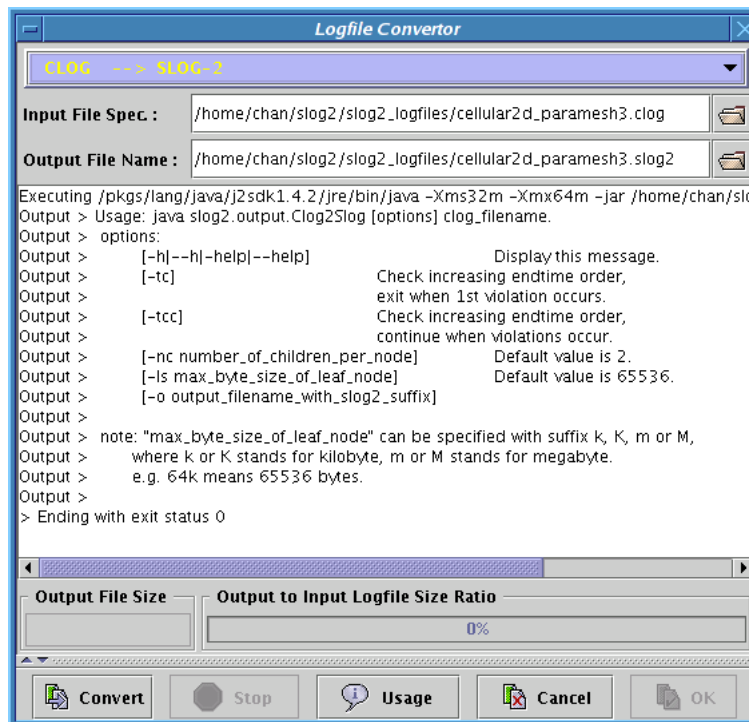 Logfile Convertor
CLOG --> SLOG-2
Input File Spec. : /home/chan/slog2/slog2_logfiles/cellular2d_paramesh3.clog
Output File Name : /home/chan/slog2/slog2_logfiles/cellular2d_paramesh3.slog2
Executing /pkgs/lang/java/j2sdk1.4.2/jre/bin/java -Xms32m -Xmx64m -jar /home/chan/slo
Output > Usage: java slog2.output.Clog2Slog [options] clog_filename.
Output > options:
Output > [-h|--h|-help|--help] Display this message.
Output > [-tc] Check increasing endtime order,
Output > exit when 1st violation occurs.
Output > [-tcc] Check increasing endtime order,
Output > continue when violations occur.
Output > [-nc number_of_children_per_node] Default value is 2.
Output > [-ls max_byte_size_of_leaf_node] Default value is 65536.
Output > [-o output_filename_with_slog2_suffix]
Output >
Output > note: "max_byte_size_of_leaf_node" can be specified with suffix k, K, m or M,
Output > where k or K stands for kilobyte, m or M stands for megabyte.
Output > e.g. 64k means 65536 bytes.
Output >
> Ending with exit status 0
Output File Size Output to Input Logfile Size Ratio
0%
Convert Stop Usage Cancel OK